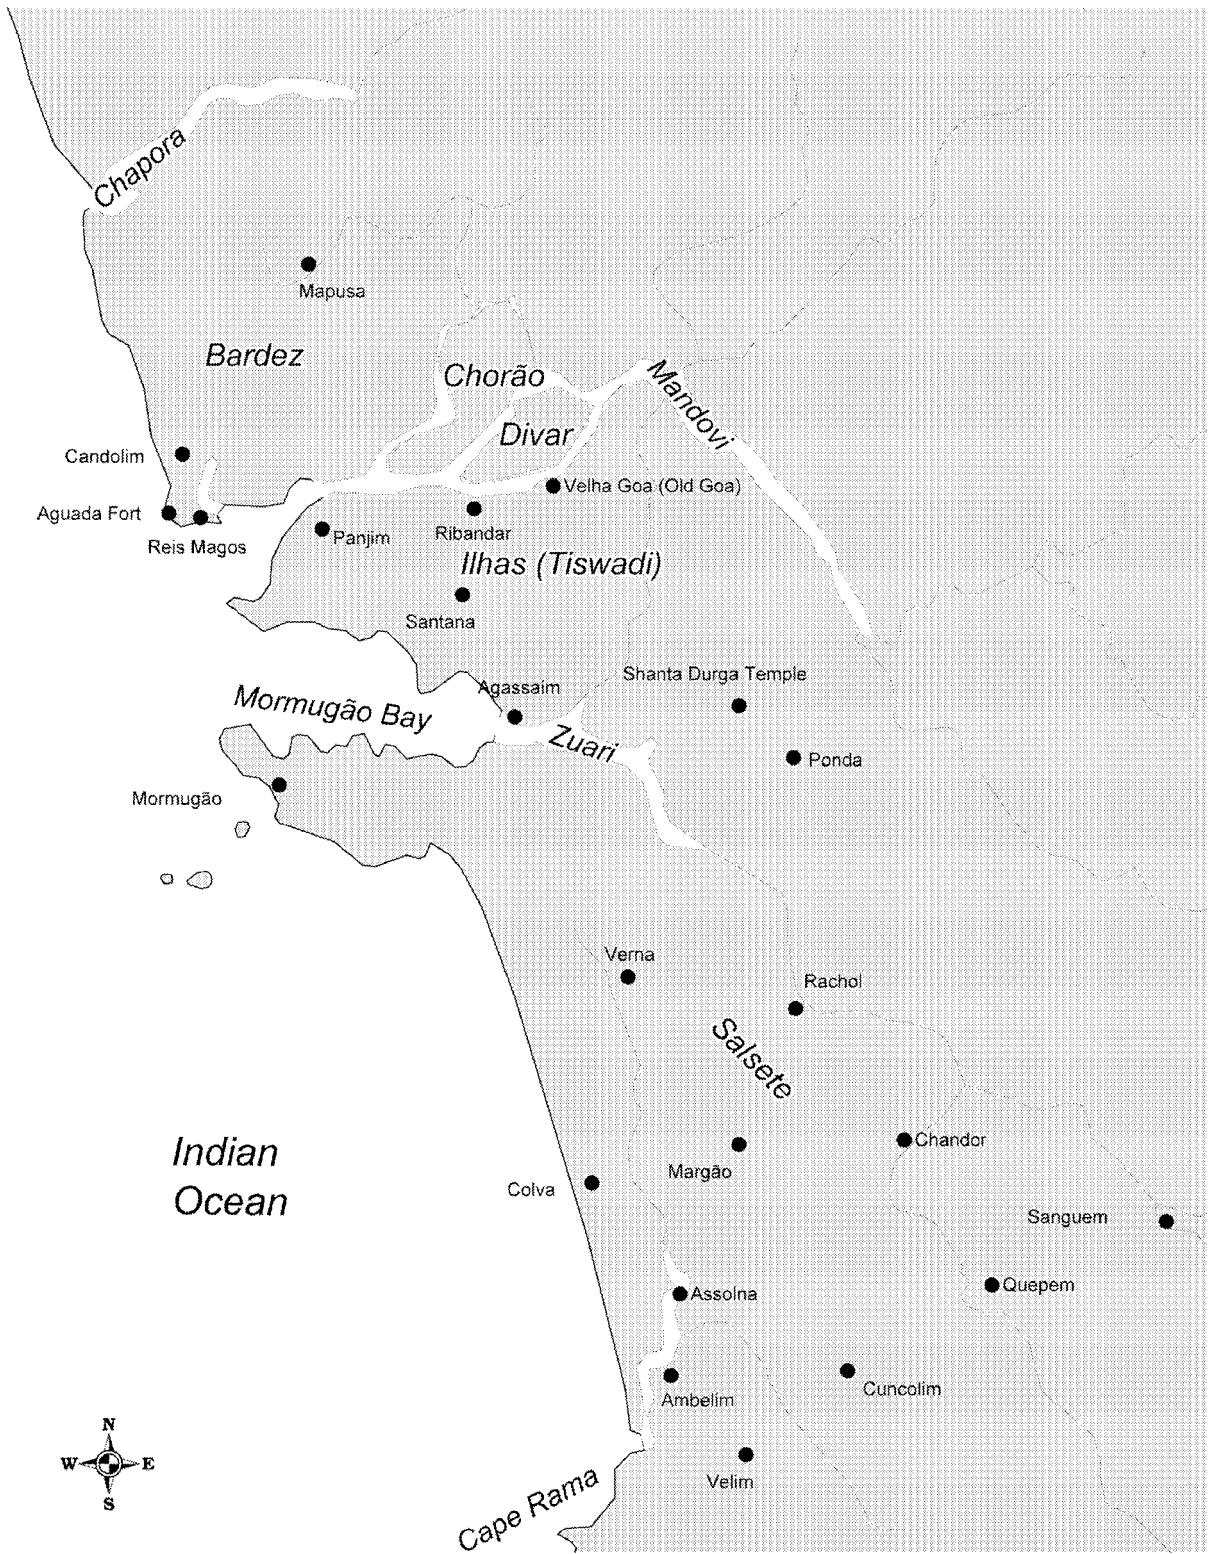 Chapora
Mapusa
Bardez
Chorão
Mandovi
Divar
Candolim
Velha Goa (Old Goa)
Aguada Fort
Reis Magos
Panjim
Ribandar
Ilhas (Tiswadi)
Santana
Shanta Durga Temple
Agassaim
Mormugão Bay
Zuari
Ponda
Mormugão
Verna
Rachol
Salsete
Indian
Ocean
Chandor
Margão
Colva
Sanguem
Quepem
Assolna
Cuncolim
Ambelim
N
W
E
S
Velim
Cape Rama